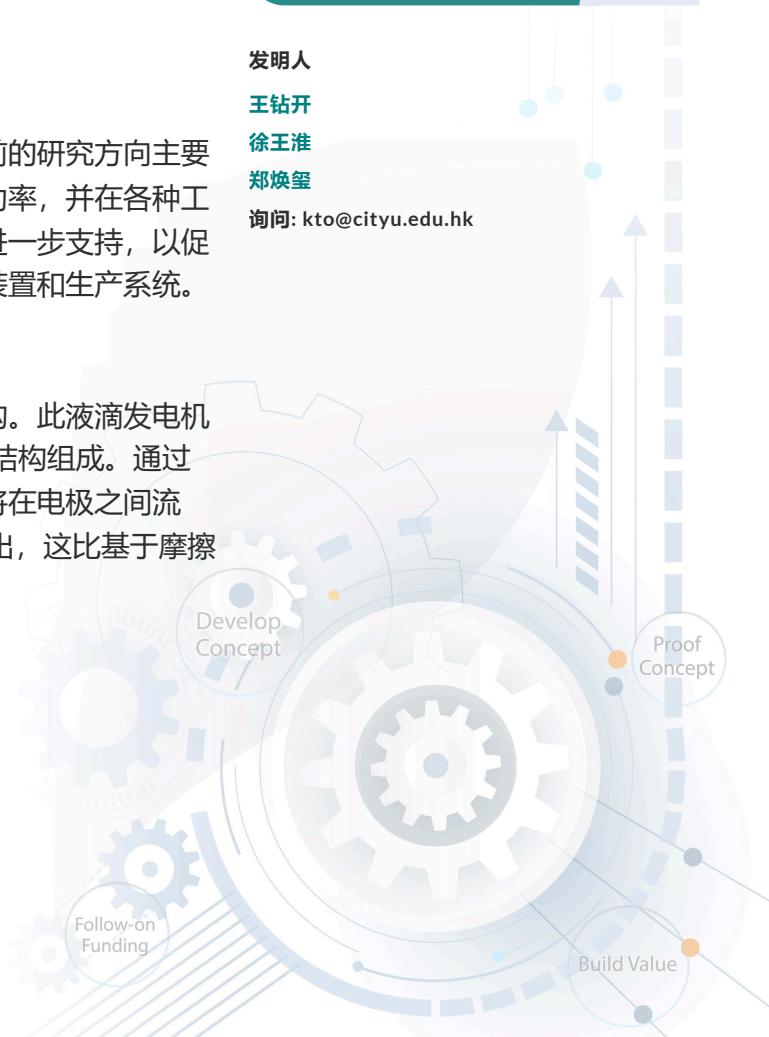 前的研究方向主要
功率，并在各种工
进一步支持，以促
装置和生产系统。
构。此液滴发电机
结构组成。通过
将在电极之间流
出，这比基于摩擦
发明人
王钻开
徐王淮
郑焕玺
询问: kto@cityu.edu.hk
Develop
Concept
Proof
Concept
Follow-on
Funding
Build Value